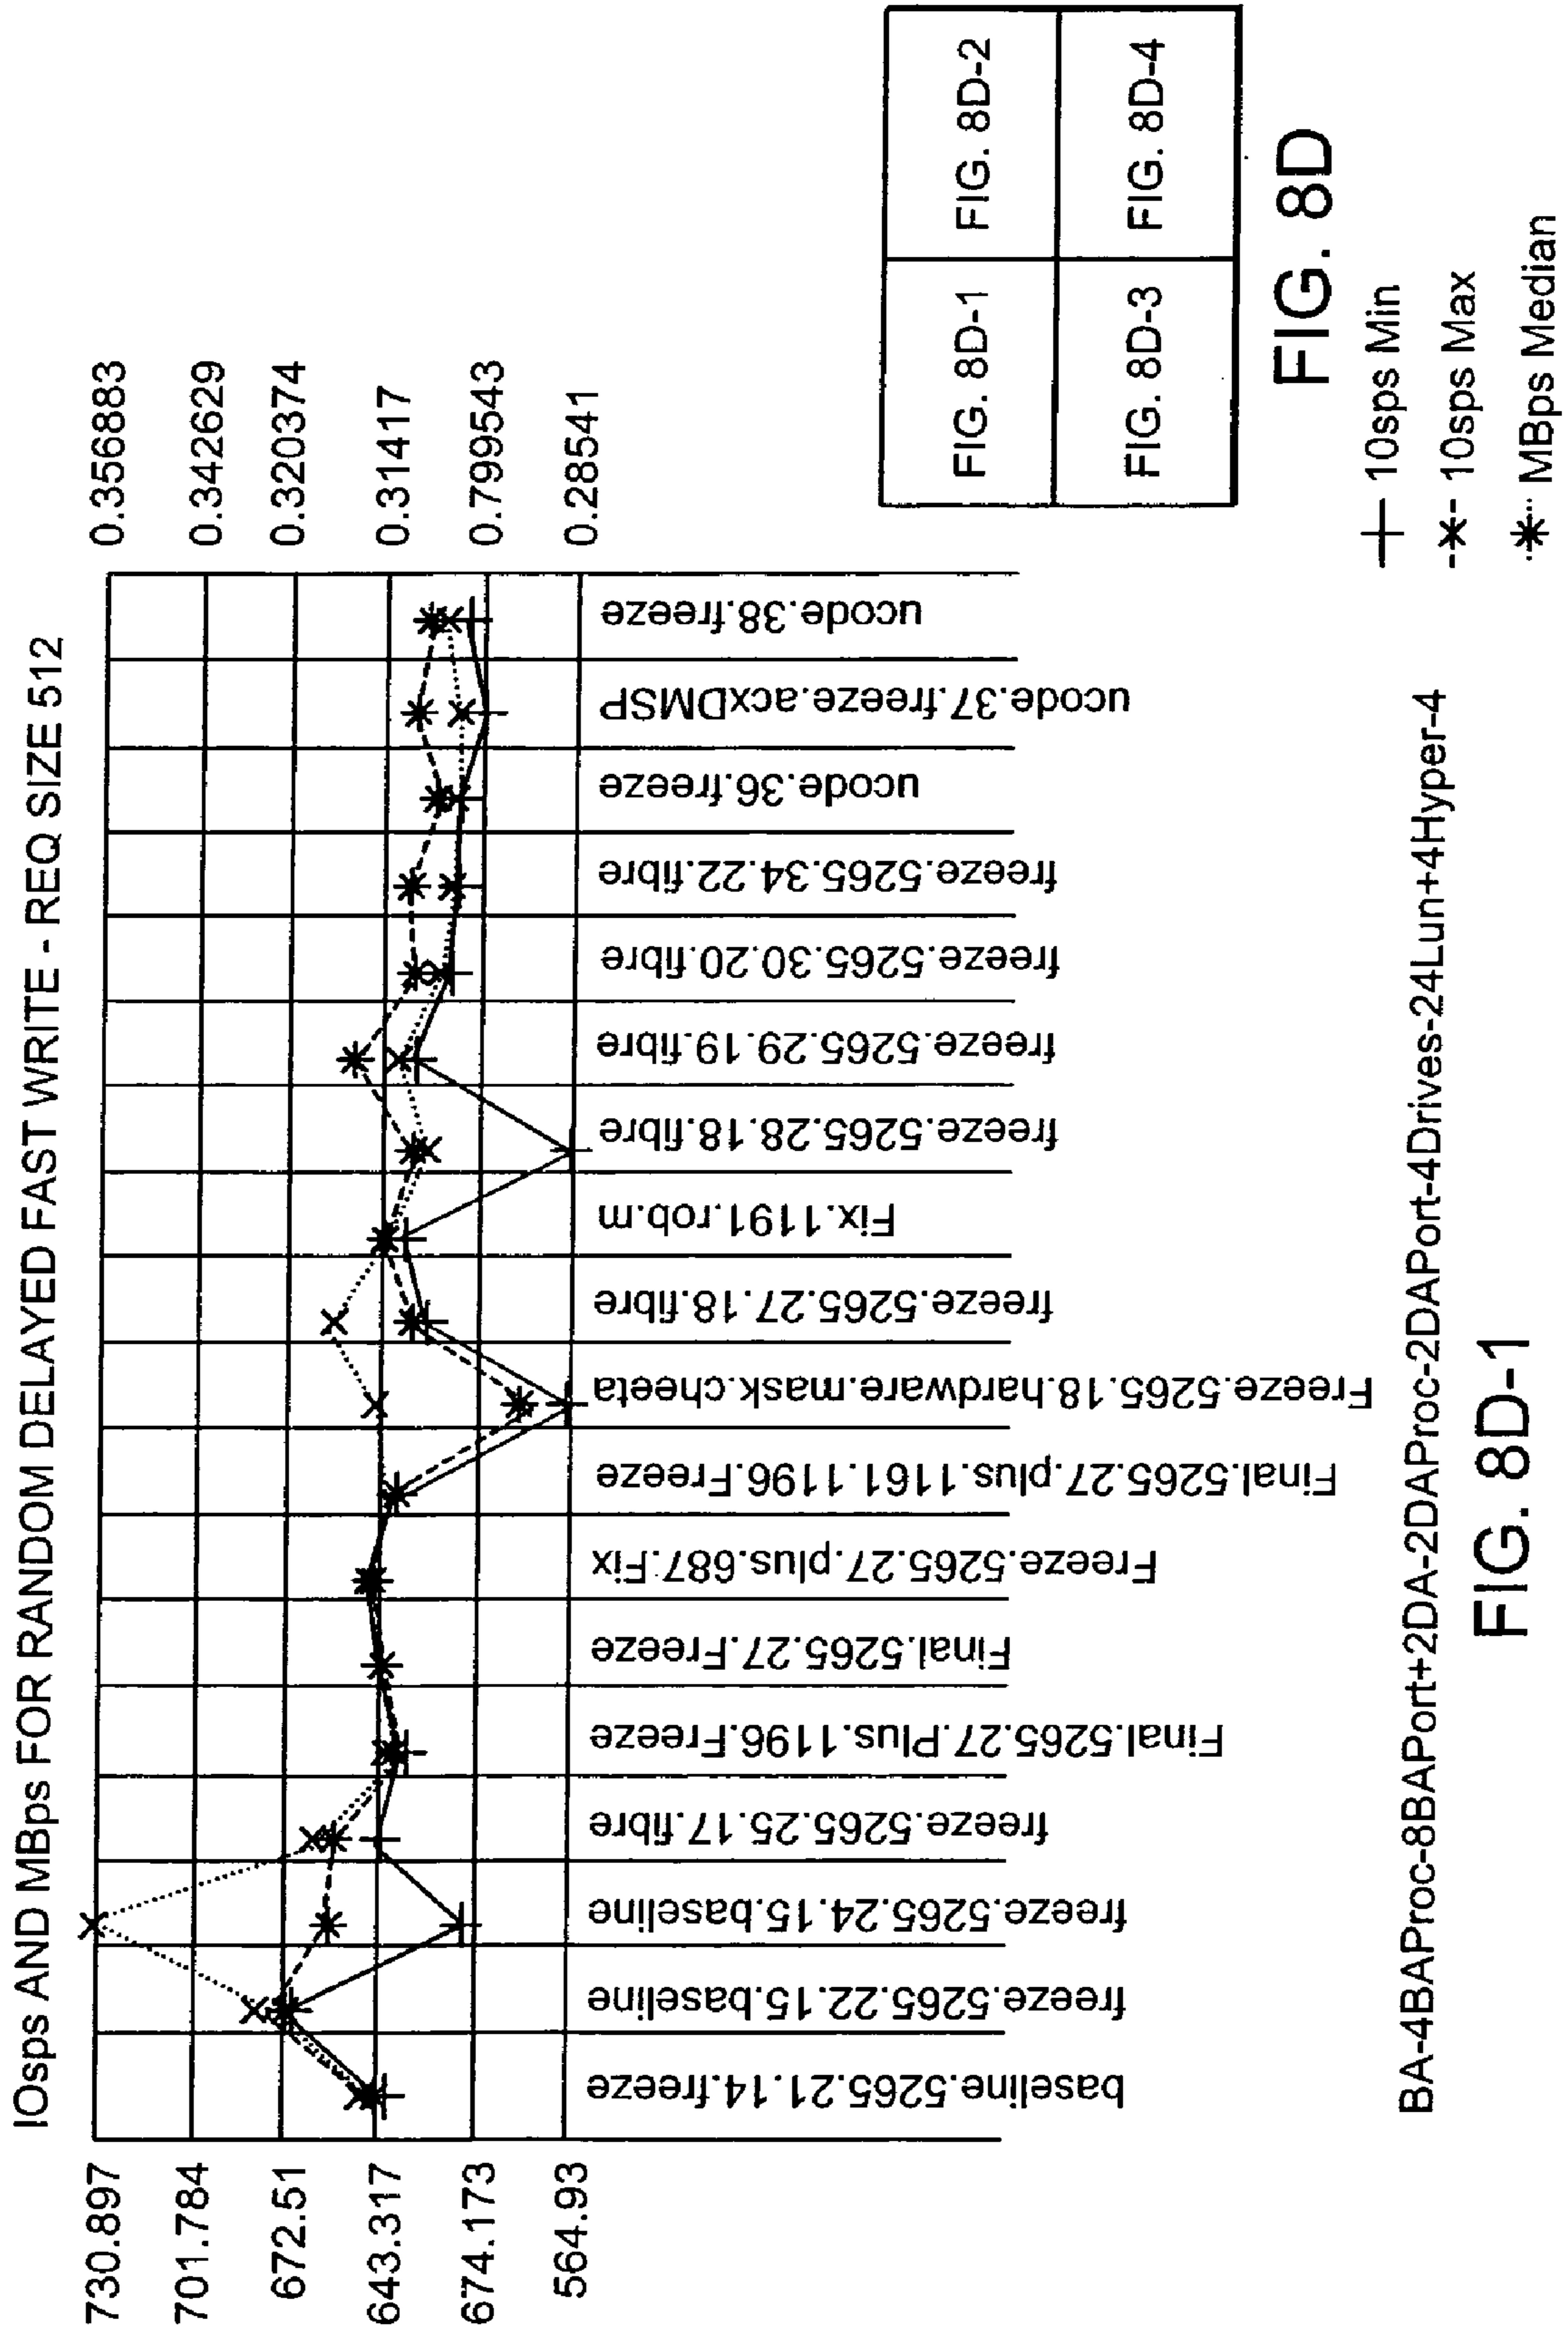 IOsps AND MBps FOR RANDOM DELAYED FAST WRITE - REQ SIZE 512
730.897
701.784
672.51
643.317
674.173
564.93
0.356883
0.342629
0.320374
0.31417
0.799543
0.28541
baseline.5265.21.14.freeze
freeze.5265.22.15.baseline
freeze.5265.24.15.baseline
freeze.5265.25.17.fibre
Final.5265.27.Plus.1196.Freeze
Final.5265.27.Freeze
Freeze.5265.27.plus.687.Fix
Final.5265.27.plus.1161.1196.Freeze
Freeze.5265.18.hardware.mask.cheeta
freeze.5265.27.18.fibre
Fix.1191.rob.m
freeze.5265.28.18.fibre
freeze.5265.29.19.fibre
freeze.5265.30.20.fibre
freeze.5265.34.22.fibre
ucode.36.freeze
ucode.37.freeze.acxDMSP
ucode.38.freeze
BA-4BAProc-8BAPort+2DA-2DAProc-2DAPort-4Drives-24Lun+4Hyper-4
FIG. 8D-1
FIG. 8D-1
FIG. 8D-2
FIG. 8D-3
FIG. 8D-4
FIG. 8D
10sps Min
10sps Max
MBps Median